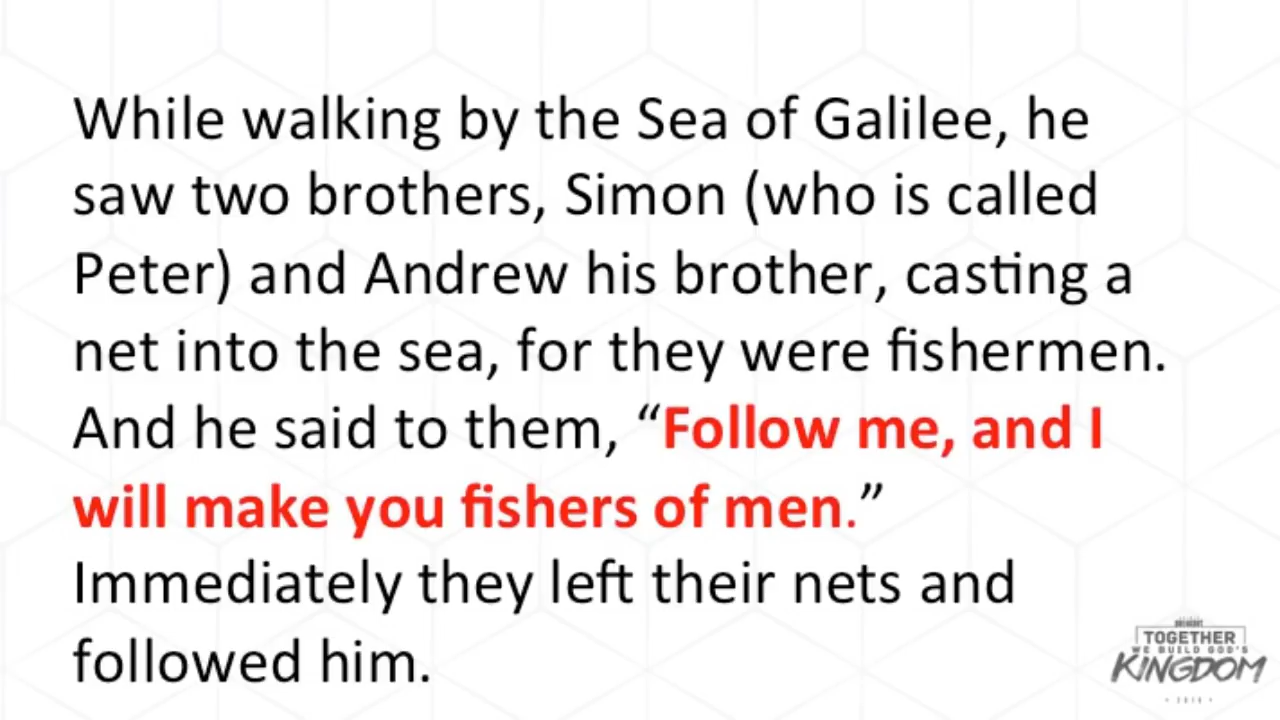 While walking by the Sea of Galilee, he
saw two brothers, Simon (who is called
Peter) and Andrew his brother, casting a
net into the sea, for they were fishermen.
And he said to them, “Follow me, and I
will make you fishers of men.”
Immediately they left their nets and
followed him.
TOGETHER
WE BUILD GOD'S
KINGDOM